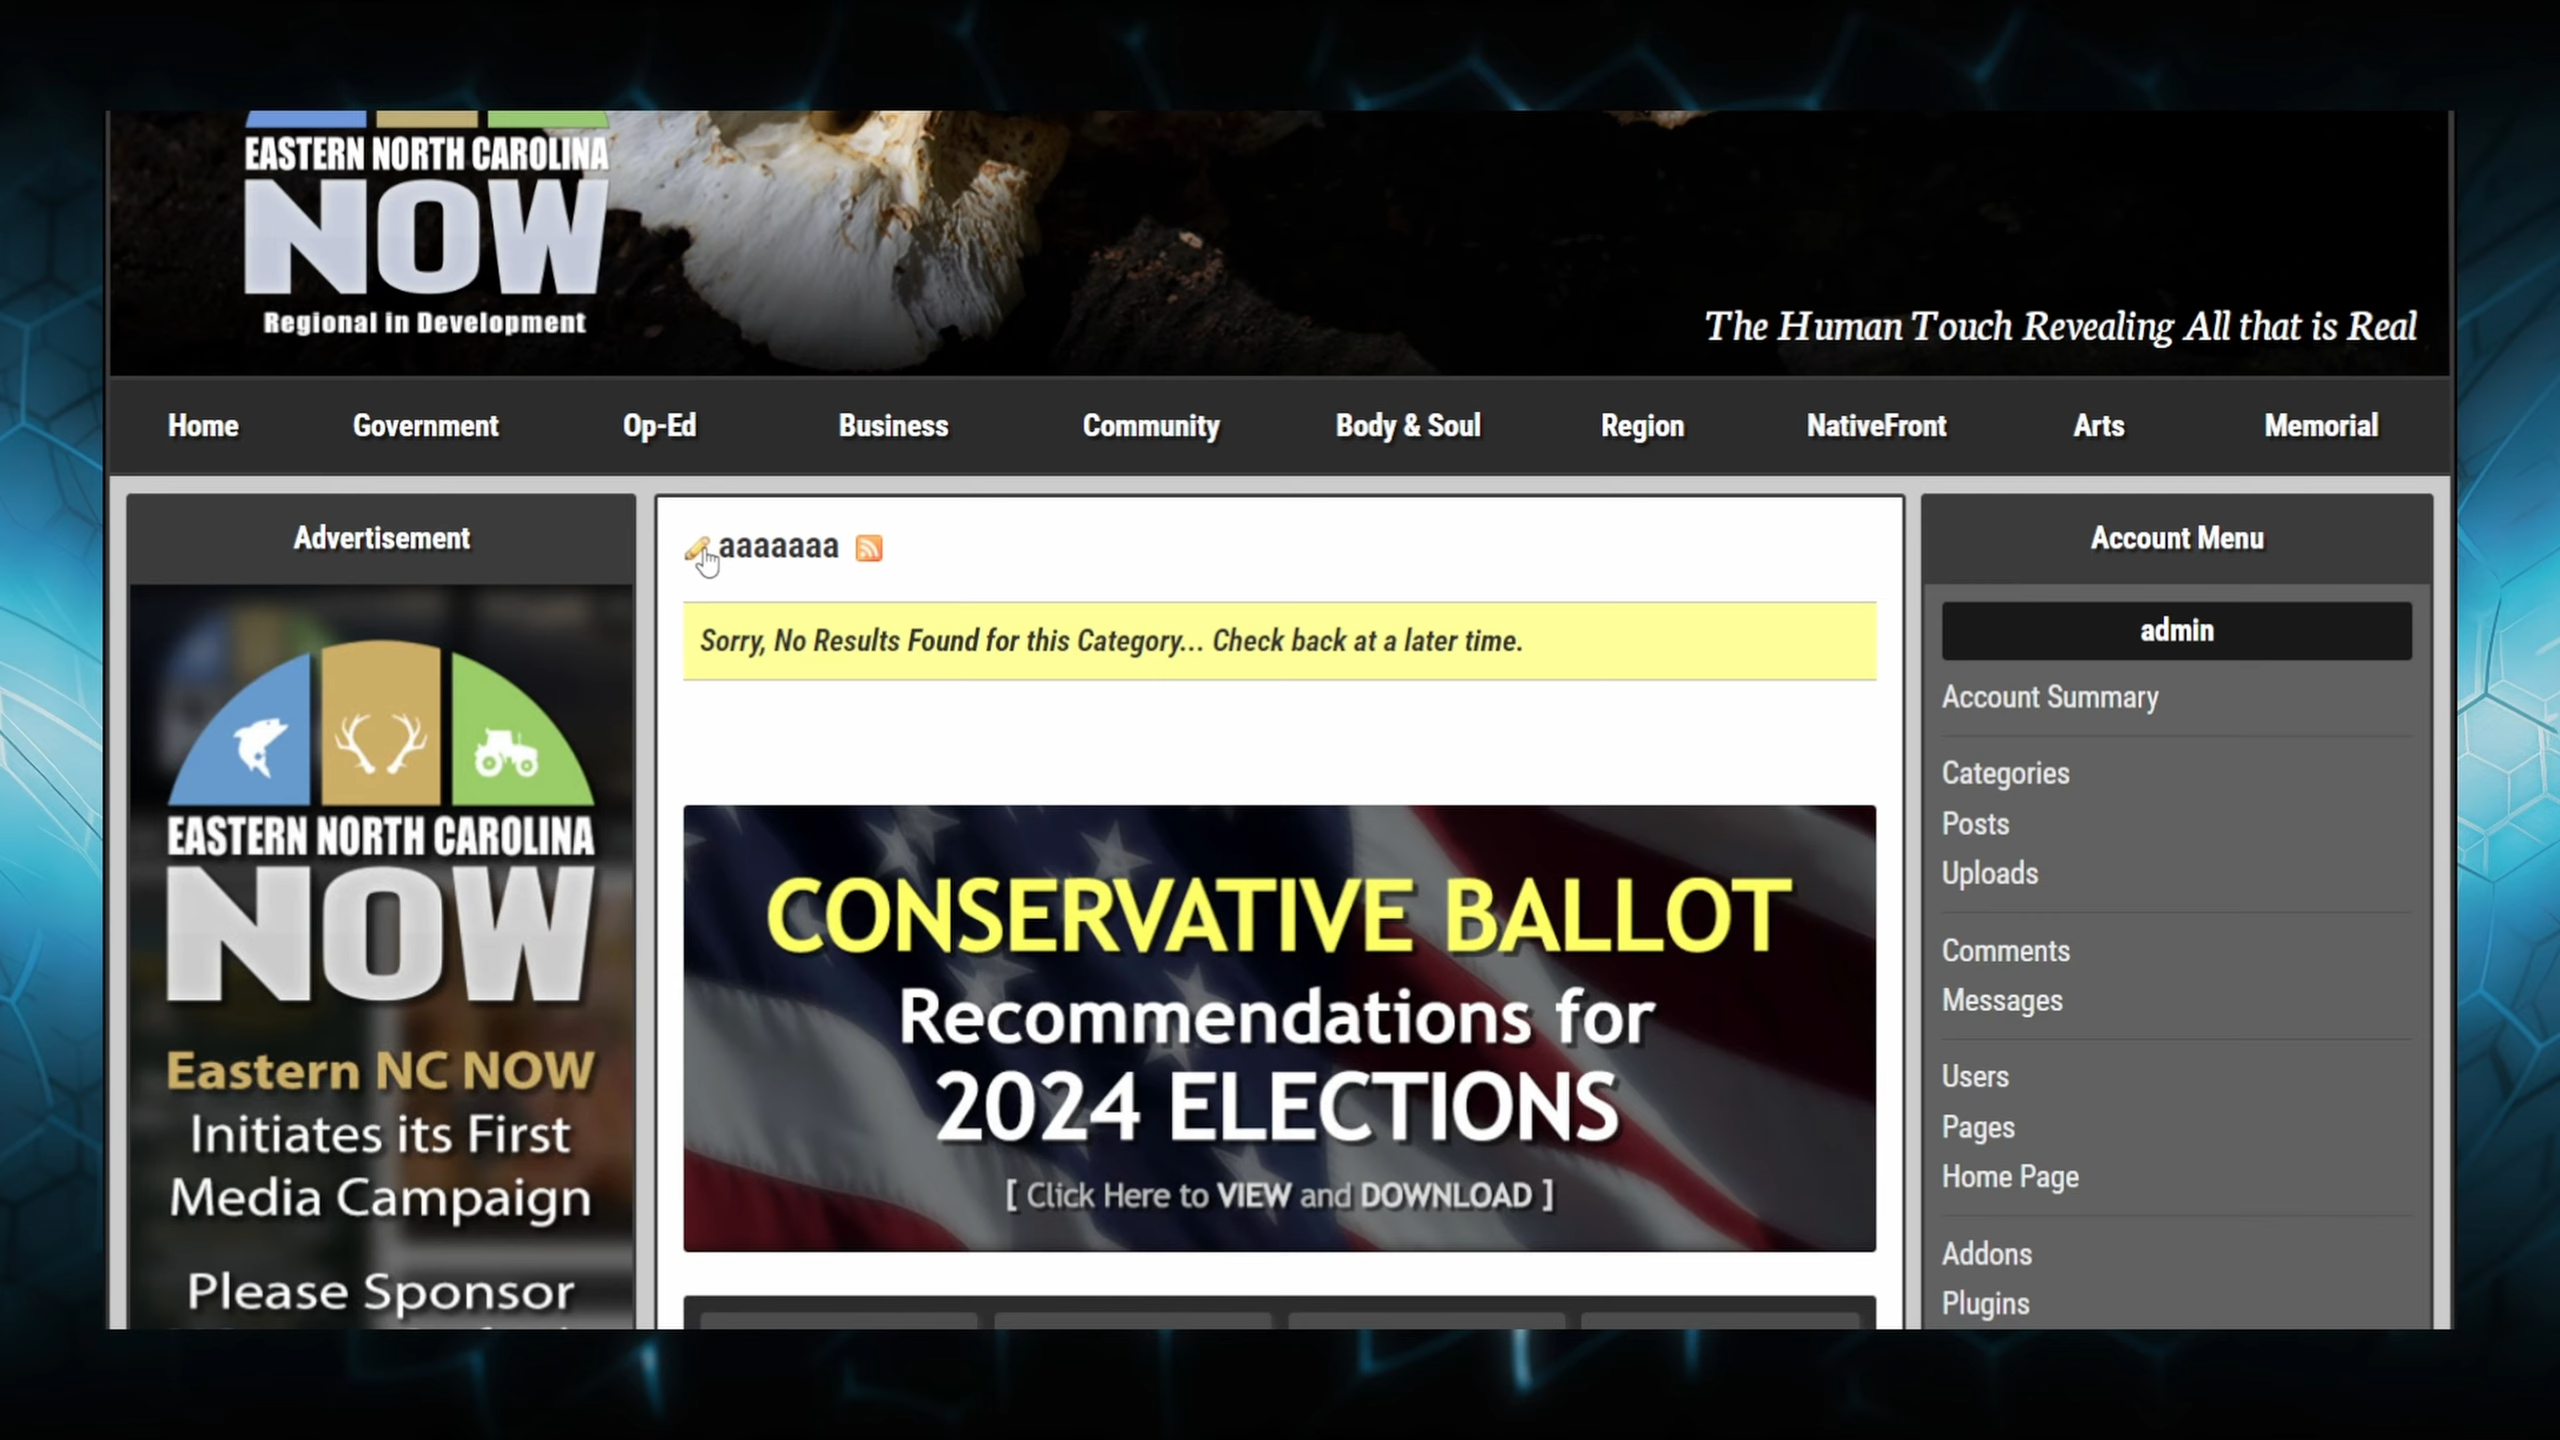 EASTERN NORTH CAROLINA
NOW
Regional in Development
The Human Touch Revealing All that is Real
Home Government Op-Ed Business Community Body & Soul Region NativeFront Arts Memorial
Advertisement
EASTERN NORTH CAROLINA
NOW
Eastern NC NOW
Initiates its First
Media Campaign
Please Sponsor
aaaaaaa
Sorry, No Results Found for this Category... Check back at a later time.
CONSERVATIVE BALLOT
Recommendations for
2024 ELECTIONS
[ Click Here to VIEW and DOWNLOAD ]
Account Menu
admin
Account Summary
Categories
Posts
Uploads
Comments
Messages
Users
Pages
Home Page
Addons
Plugins